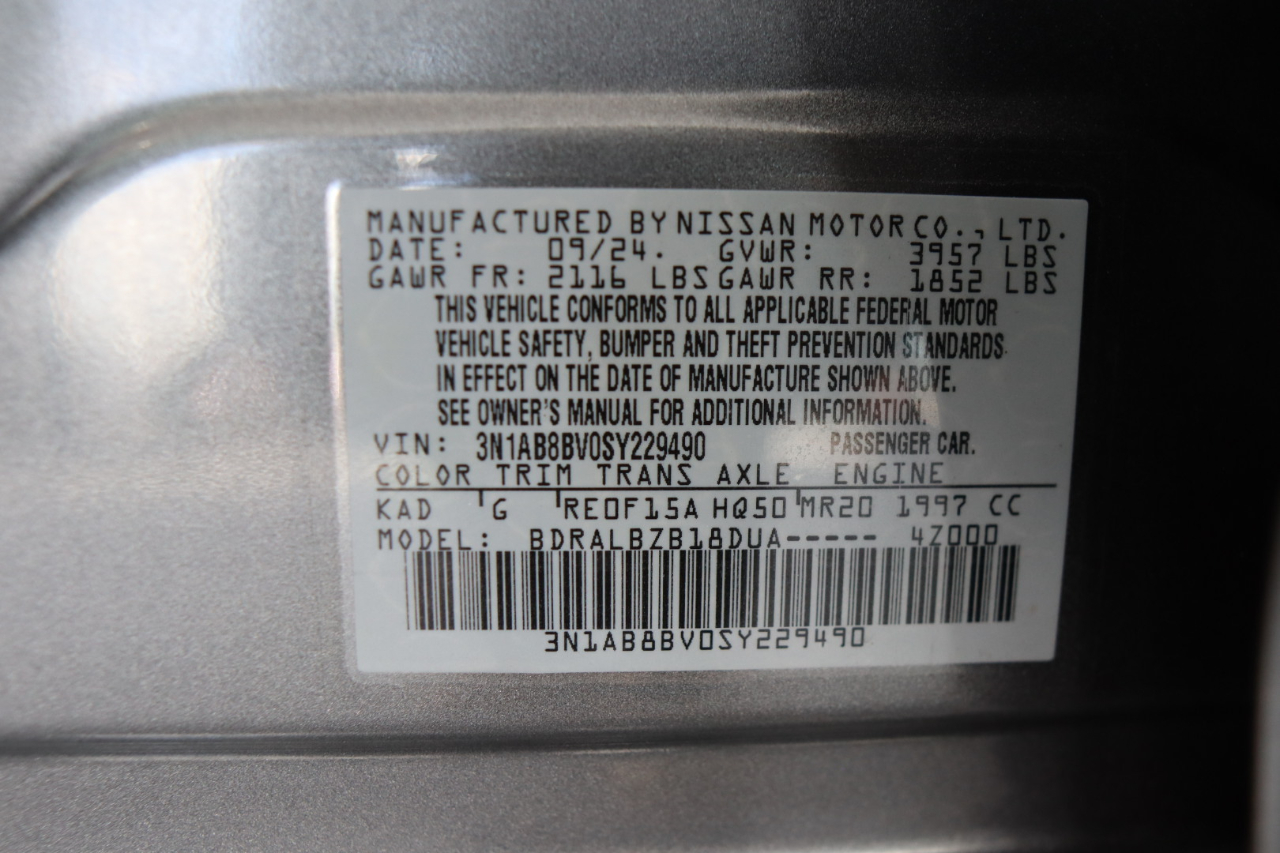 MANUFACTURED BY NISSAN MOTOR CO., LTD.
DATE: 09/24. GVWR: 3957 LBS
GAWR FR: 2116 LBS GAWR RR: 1852 LBS
THIS VEHICLE CONFORMS TO ALL APPLICABLE FEDERAL MOTOR
VEHICLE SAFETY, BUMPER AND THEFT PREVENTION STANDARDS
IN EFFECT ON THE DATE OF MANUFACTURE SHOWN ABOVE.
SEE OWNER'S MANUAL FOR ADDITIONAL INFORMATION.
VIN: 3N1AB8BV0SY229490 PASSENGER CAR.
COLOR TRIM TRANS AXLE ENGINE
KAD G RE0F15A HQ50 MR20 1997 CC
MODEL: BDRALBZB18DUA----- 4Z000
3N1AB8BV0SY229490